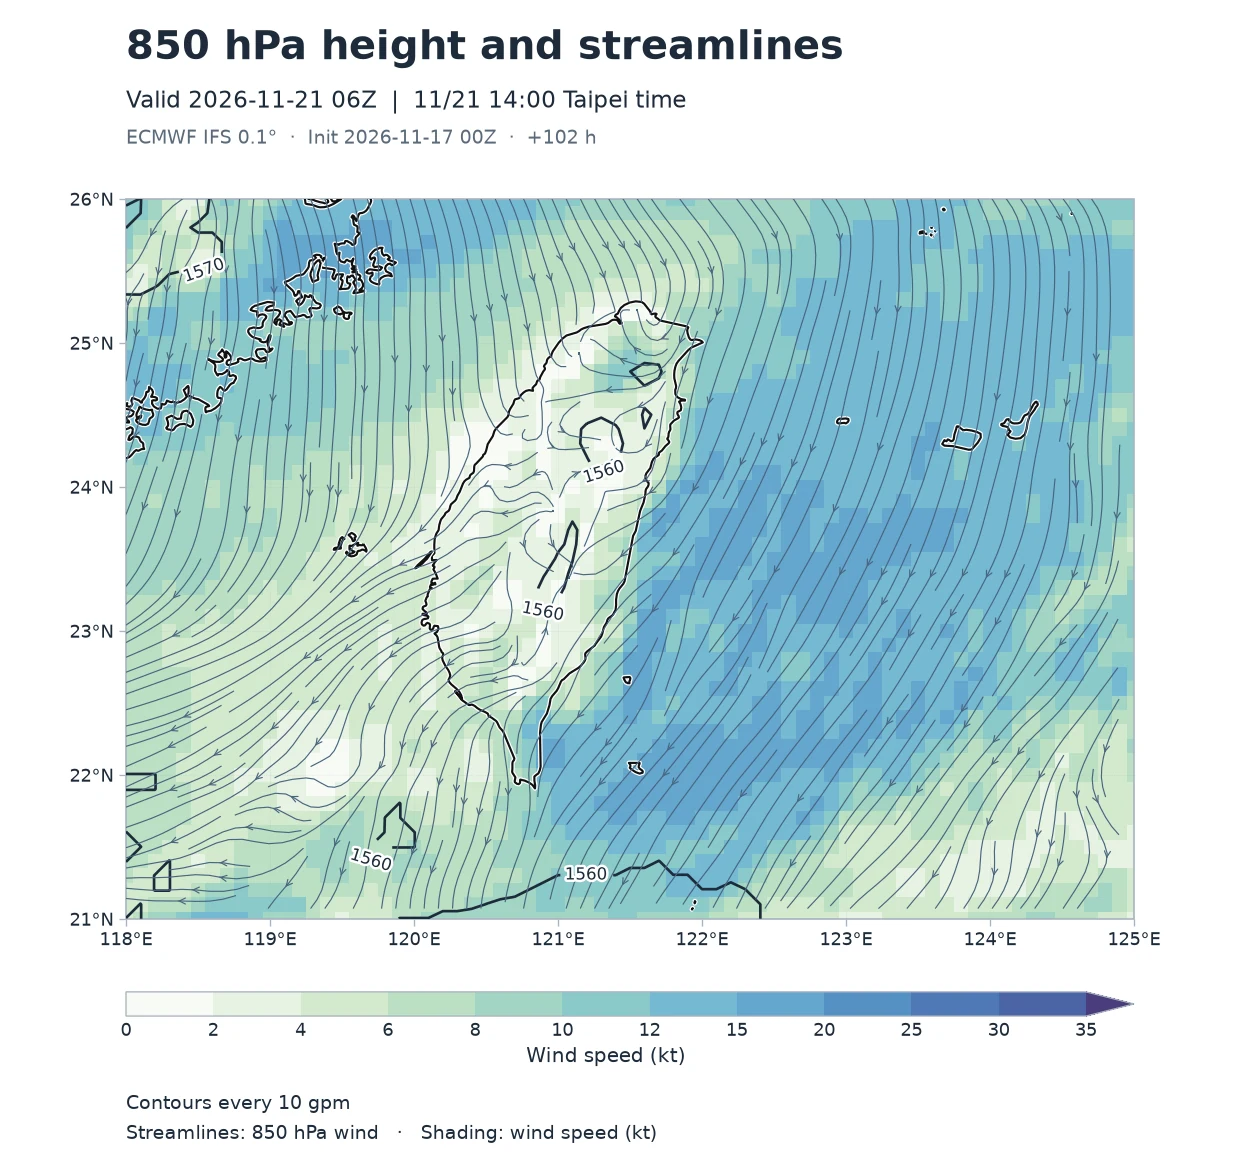 850 hPa height and streamlines
Valid 2026-11-21 06Z | 11/21 14:00 Taipei time
ECMWF IFS 0.1° · Init 2026-11-17 00Z · +102 h
26°N
1570
25°N
1560
24°N
1560
23°N
22°N
1560
1560
21°N
118°E 119°E 120°E 121°E 122°E 123°E 124°E 125°E
0 2 4 6 8 10 12 15 20 25 30 35
Wind speed (kt)
Contours every 10 gpm
Streamlines: 850 hPa wind · Shading: wind speed (kt)